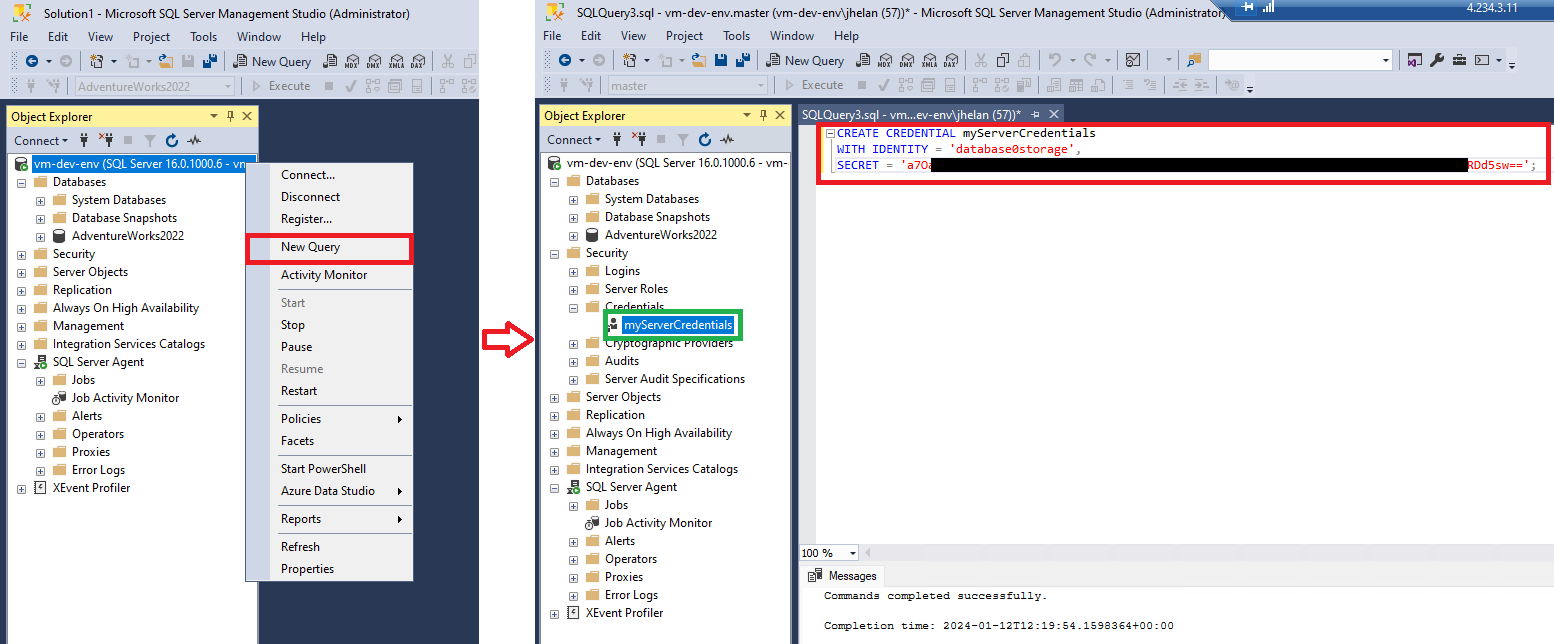 Solution1 - Microsoft SQL Server Management Studio (Administrator)
File Edit View Project Tools Window Help
New Query MDX DMX XMLA DAX
AdventureWorks2022 Execute
Object Explorer
Connect
vm-dev-env (SQL Server 16.0.1000.6 - vm
Databases
System Databases
Database Snapshots
AdventureWorks2022
Security
Server Objects
Replication
Always On High Availability
Management
Integration Services Catalogs
SQL Server Agent
Jobs
Job Activity Monitor
Alerts
Operators
Proxies
Error Logs
XEvent Profiler
Connect...
Disconnect
Register...
New Query
Activity Monitor
Start
Stop
Pause
Resume
Restart
Policies
Facets
Start PowerShell
Azure Data Studio
Reports
Refresh
Properties
SQLQuery3.sql - vm-dev-env.master (vm-dev-env\jhelan (57))* - Microsoft SQL Server Management Studio (Administrator)
4.234.3.11
File Edit View Project Tools Window Help
New Query MDX DMX XMLA DAX
master Execute
Object Explorer
Connect
vm-dev-env (SQL Server 16.0.1000.6 - vm-
Databases
System Databases
Database Snapshots
AdventureWorks2022
Security
Logins
Server Roles
Credentials
myServerCredentials
Cryptographic Providers
Audits
Server Audit Specifications
Server Objects
Replication
Always On High Availability
Management
Integration Services Catalogs
SQL Server Agent
Jobs
Job Activity Monitor
Alerts
Operators
Proxies
Error Logs
XEvent Profiler
SQLQuery3.sql - vm...ev-env\jhelan (57))*
CREATE CREDENTIAL myServerCredentials
WITH IDENTITY = 'database0storage',
SECRET = 'a7Oa RDd5sw==';
100 %
Messages
Commands completed successfully.
Completion time: 2024-01-12T12:19:54.1598364+00:00